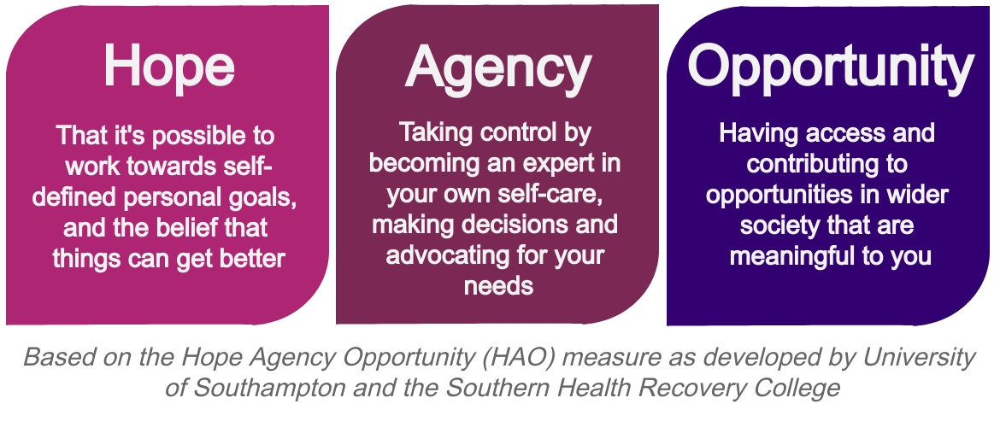 Hope
That it's possible to
work towards self-
defined personal goals,
and the belief that
things can get better
Agency
Taking control by
becoming an expert in
your own self-care,
making decisions and
advocating for your
needs
Opportunity
Having access and
contributing to
opportunities in wider
society that are
meaningful to you
Based on the Hope Agency Opportunity (HAO) measure as developed by University
of Southampton and the Southern Health Recovery College